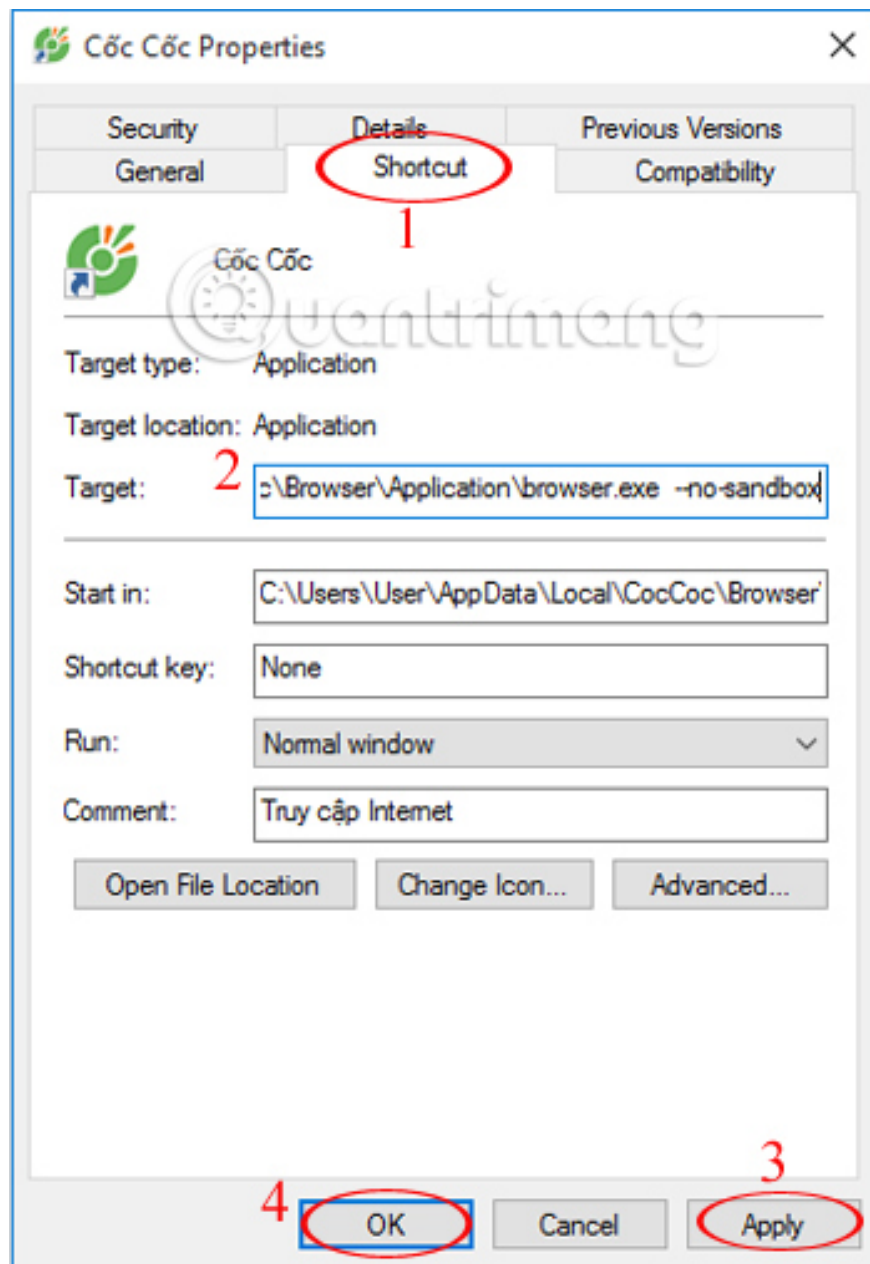 Cốc Cốc Properties
Security Details Previous Versions
General Shortcut Compatibility
1
Cốc Cốc
Quantrimang
Target type: Application
Target location: Application
Target: 2 c\Browser\Application\browser.exe --no-sandbox
Start in: C:\Users\User\AppData\Local\CocCoc\Browser\
Shortcut key: None
Run: Normal window
Comment: Truy cập Internet
Open File Location Change Icon... Advanced...
3
4 OK Cancel Apply